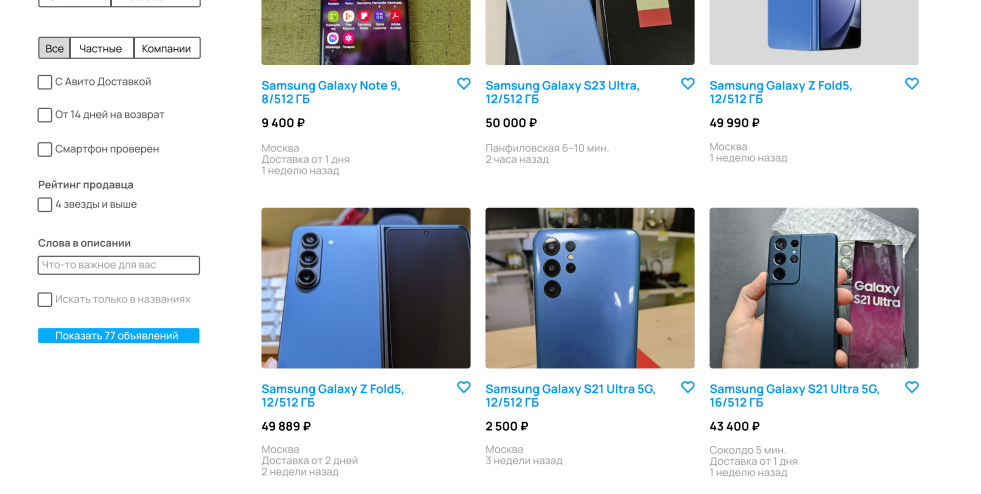 Все Частные Компании
С Авито Доставкой
От 14 дней на возврат
Смартфон проверен
Рейтинг продавца
4 звезды и выше
Слова в описании
Что-то важное для вас
Искать только в названиях
Показать 77 объявлений
Samsung Galaxy Note 9,
8/512 ГБ
9 400 ₽
Москва
Доставка от 1 дня
1 неделю назад
Samsung Galaxy S23 Ultra,
12/512 ГБ
50 000 ₽
Панфиловская 6–10 мин.
2 часа назад
Samsung Galaxy Z Fold5,
12/512 ГБ
49 990 ₽
Москва
1 неделю назад
Galaxy
S21 Ultra
Samsung Galaxy Z Fold5,
12/512 ГБ
49 889 ₽
Москва
Доставка от 2 дней
2 недели назад
Samsung Galaxy S21 Ultra 5G,
12/512 ГБ
2 500 ₽
Москва
3 недели назад
Samsung Galaxy S21 Ultra 5G,
16/512 ГБ
43 400 ₽
Соколдо 5 мин.
Доставка от 1 дня
1 неделю назад